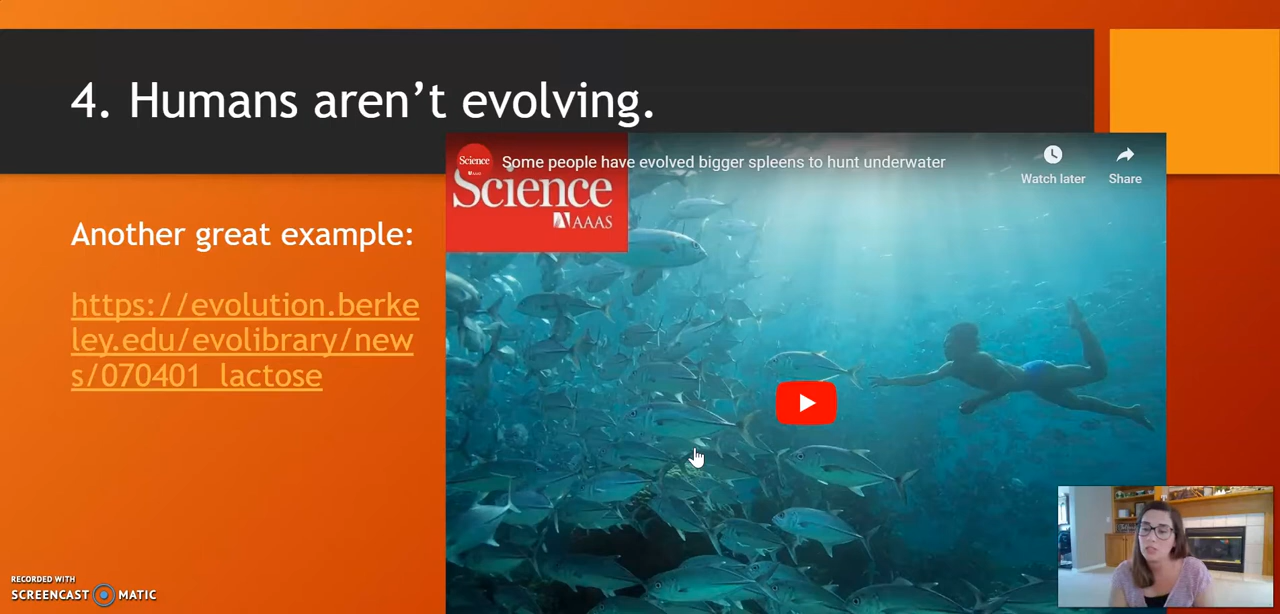 4. Humans aren’t evolving.
Science
AAAS
Some people have evolved bigger spleens to hunt underwater
Watch later
Share
Science
AAAS
Another great example:
https://evolution.berke
ley.edu/evolibrary/new
s/070401_lactose
RECORDED WITH
SCREENCAST MATIC